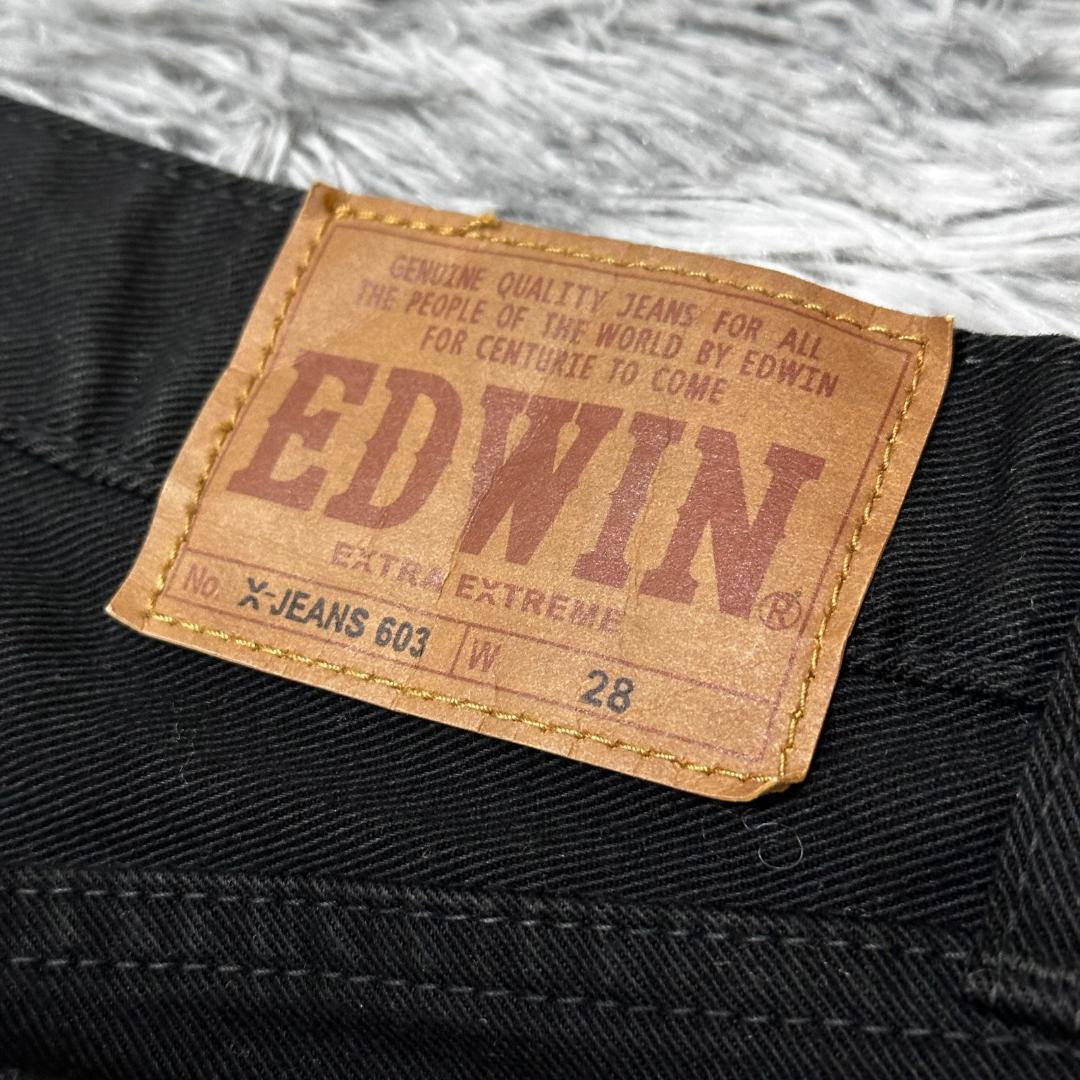 GENUINE QUALITY JEANS FOR ALL
THE PEOPLE OF THE WORLD BY EDWIN
FOR CENTURIE TO COME
EDWIN®
EXTRA EXTREME
No. X-JEANS 603 W 28